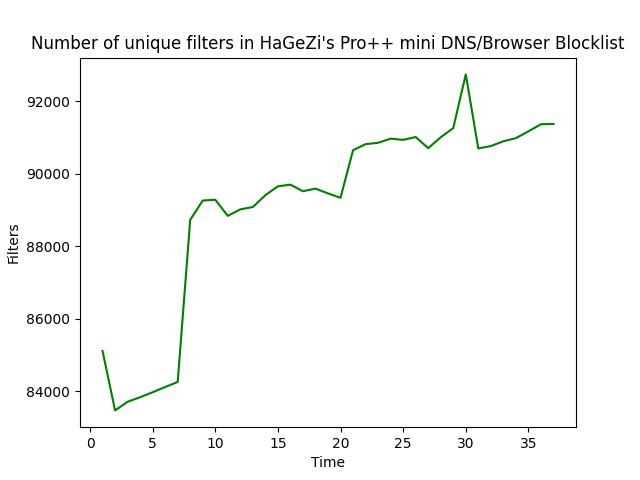 Number of unique filters in HaGeZi's Pro++ mini DNS/Browser Blocklist
92000
90000
88000
86000
84000
Filters
0 5 10 15 20 25 30 35
Time